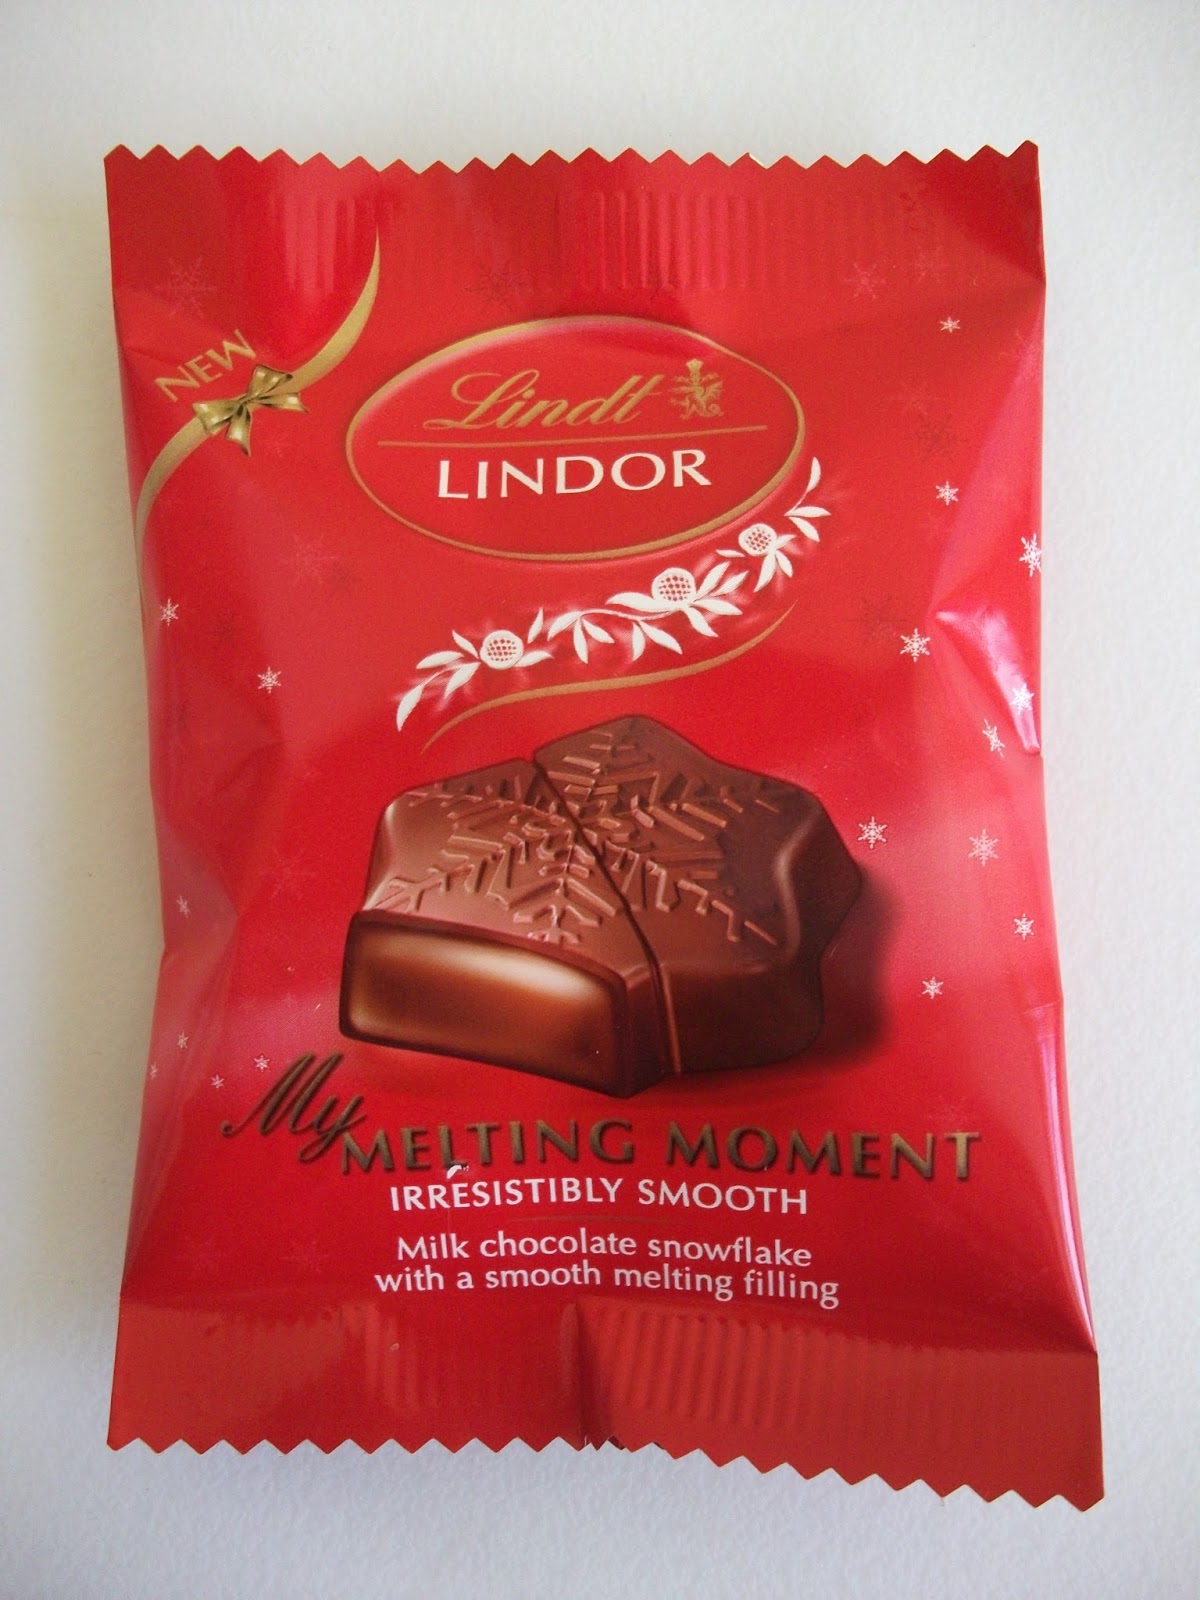 NEW
Lindt
LINDOR
My
MELTING MOMENT
IRRESISTIBLY SMOOTH
Milk chocolate snowflake
with a smooth melting filling